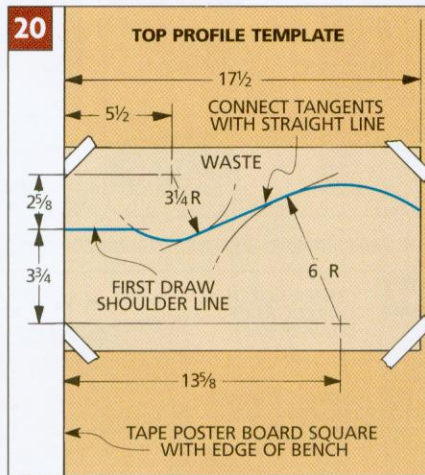 20
TOP PROFILE TEMPLATE
17½
5½
CONNECT TANGENTS
WITH STRAIGHT LINE
WASTE
2⅝
3¼ R
3¾
FIRST DRAW
SHOULDER LINE
6 R
13⅝
TAPE POSTER BOARD SQUARE
WITH EDGE OF BENCH